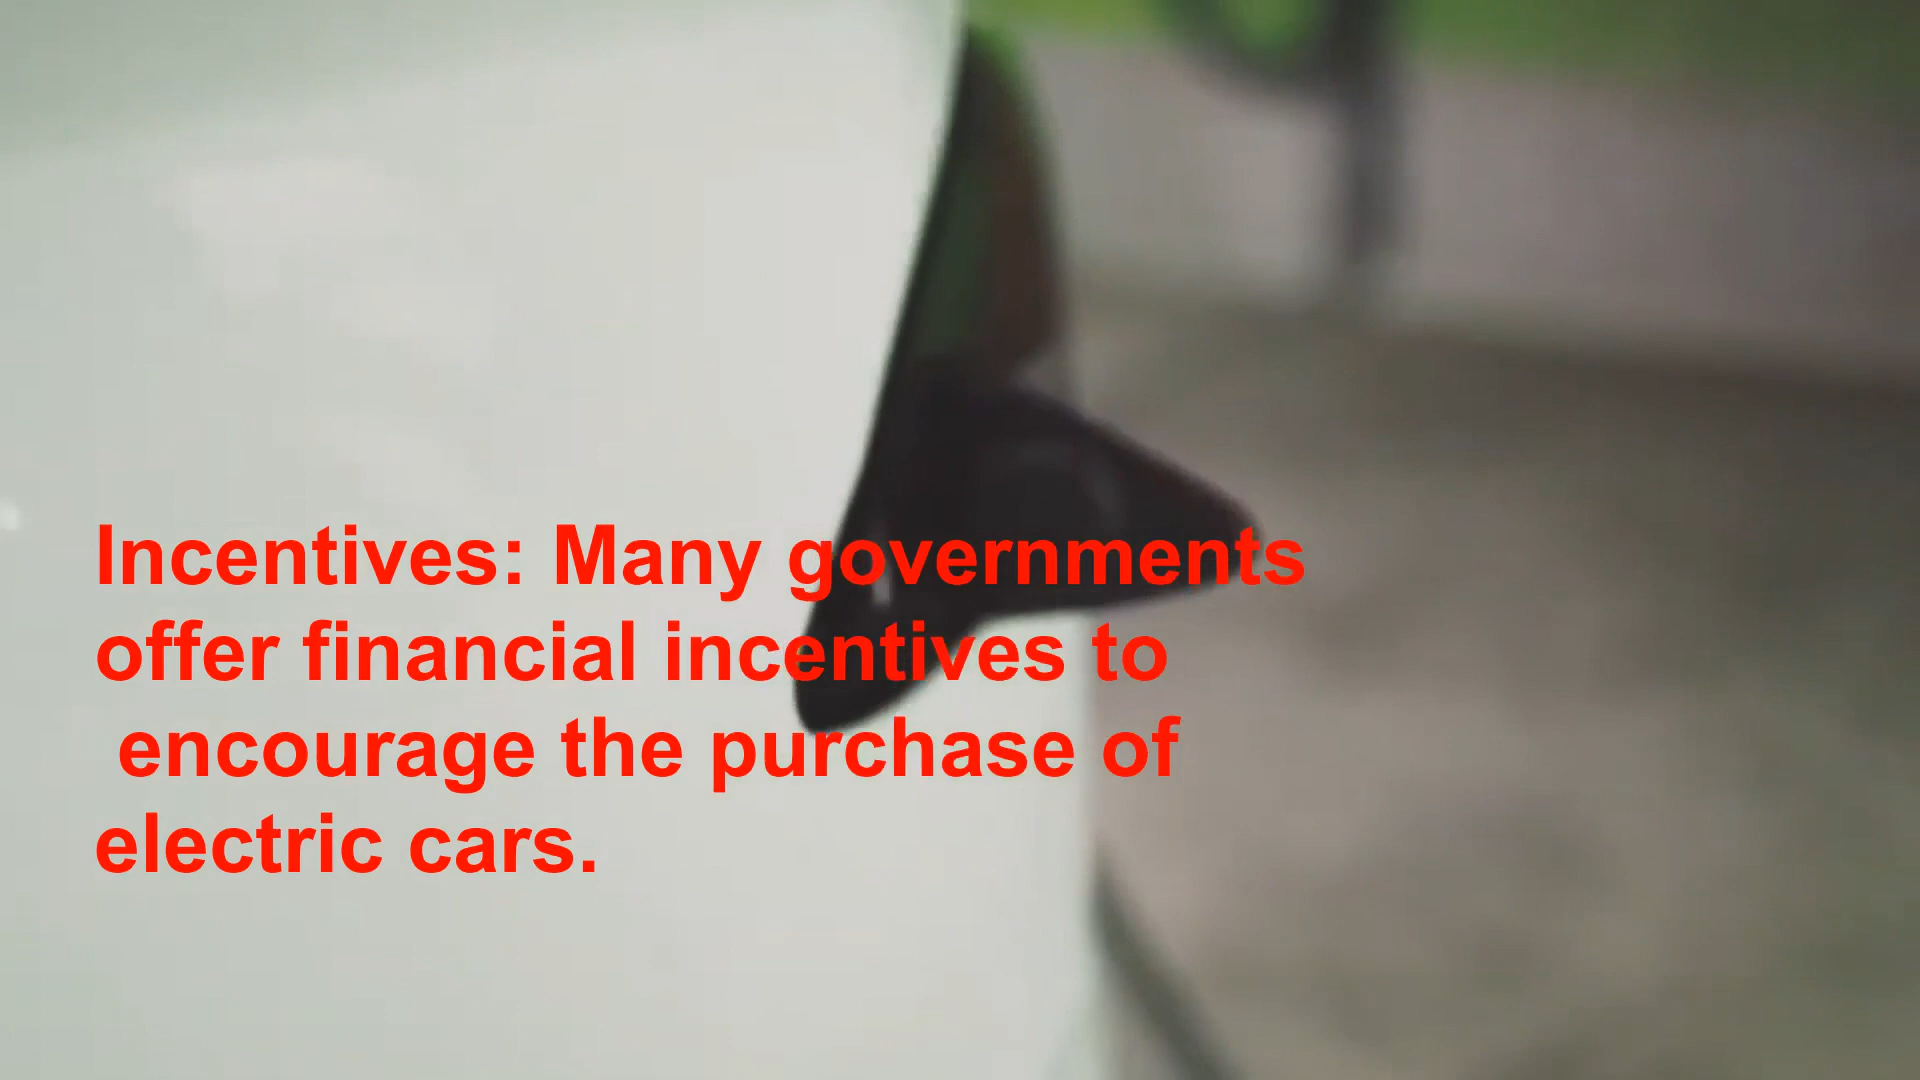 Incentives: Many governments
offer financial incentives to
encourage the purchase of
electric cars.